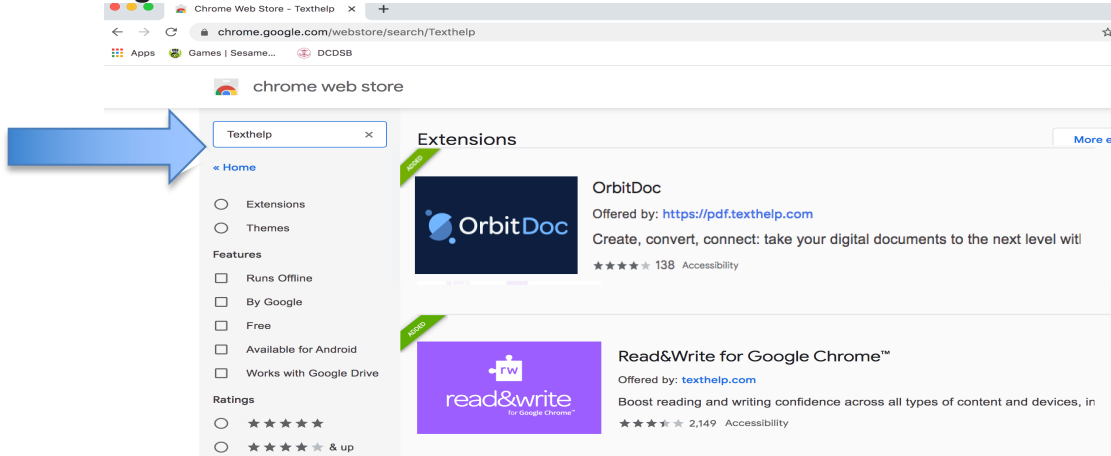 Chrome Web Store - Texthelp
chrome.google.com/webstore/search/Texthelp
Apps Games | Sesame... DCDSB
chrome web store
Texthelp
« Home
Extensions
Themes
Features
Runs Offline
By Google
Free
Available for Android
Works with Google Drive
Ratings
& up
Extensions
More e
ADDED
OrbitDoc
OrbitDoc
Offered by: https://pdf.texthelp.com
Create, convert, connect: take your digital documents to the next level wit
138 Accessibility
ADDED
rw
read&write
for Google Chrome™
Read&Write for Google Chrome™
Offered by: texthelp.com
Boost reading and writing confidence across all types of content and devices, in
2,149 Accessibility